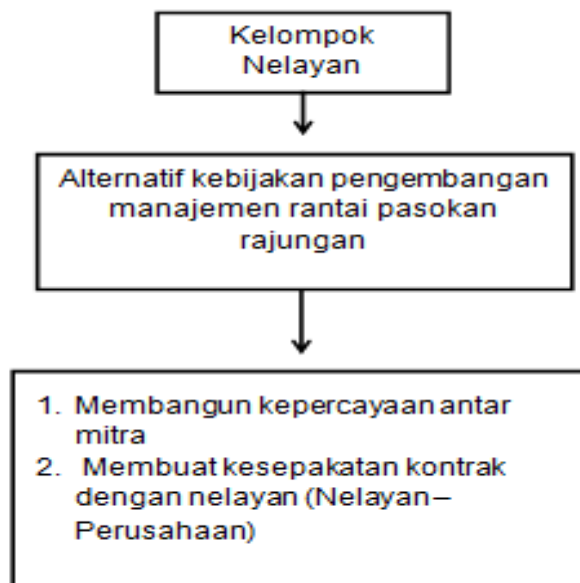 Kelompok
Nelayan
Alternatif kebijakan pengembangan
manajemen rantai pasokan
rajungan
1. Membangun kepercayaan antar
mitra
2. Membuat kesepakatan kontrak
dengan nelayan (Nelayan–
Perusahaan)